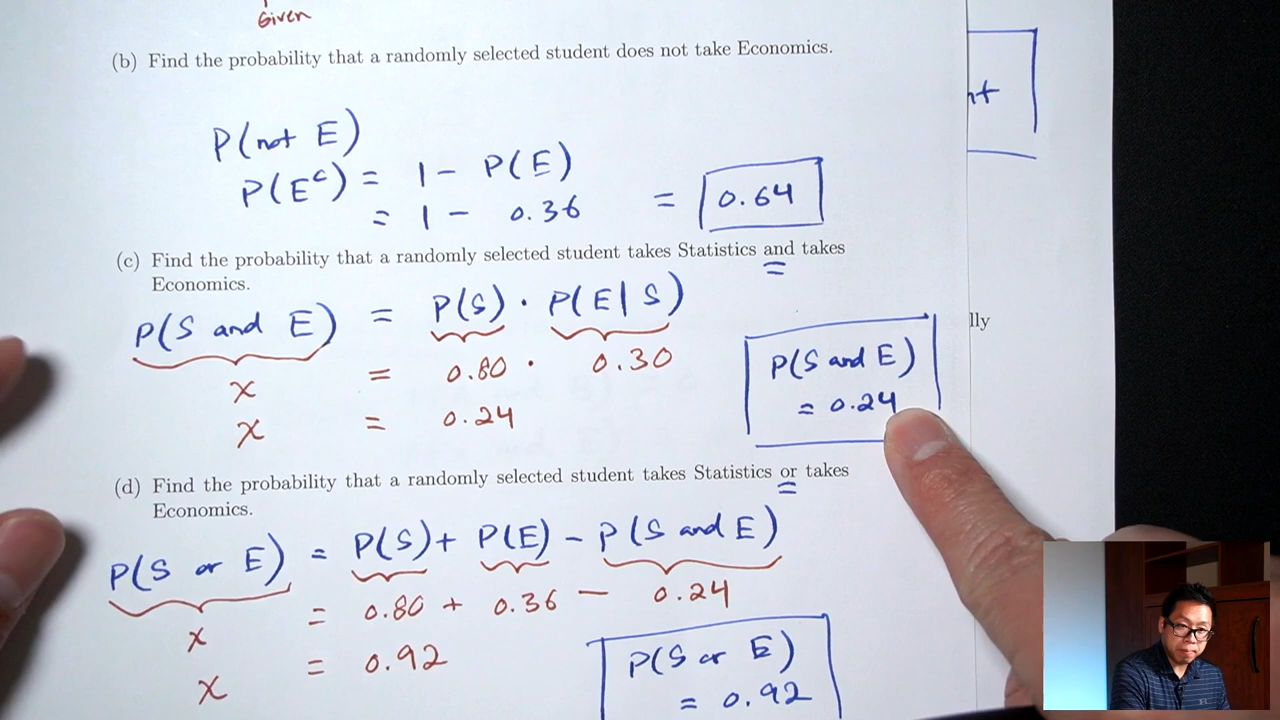 Given
(b) Find the probability that a randomly selected student does not take Economics.
nt
P(not E)
P(Eᶜ) = 1 - P(E)
= 1 - 0.36 = 0.64
(c) Find the probability that a randomly selected student takes Statistics and takes
Economics.
P(S and E) = P(S) · P(E|S)
lly
x = 0.80 · 0.30
x = 0.24
P(S and E)
= 0.24
(d) Find the probability that a randomly selected student takes Statistics or takes
Economics.
P(S or E) = P(S) + P(E) - P(S and E)
x = 0.80 + 0.36 - 0.24
x = 0.92
P(S or E)
= 0.92